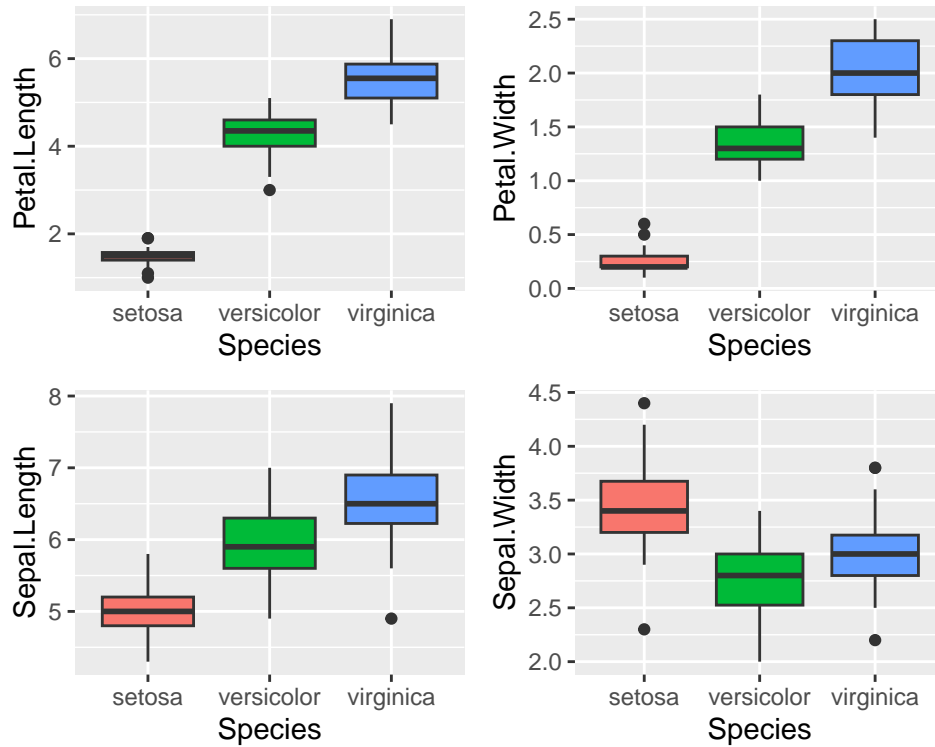 Petal.Length
6
4
2
setosa versicolor virginica
Species
Petal.Width
2.5
2.0
1.5
1.0
0.5
0.0
setosa versicolor virginica
Species
Sepal.Length
8
7
6
5
setosa versicolor virginica
Species
Sepal.Width
4.5
4.0
3.5
3.0
2.5
2.0
setosa versicolor virginica
Species